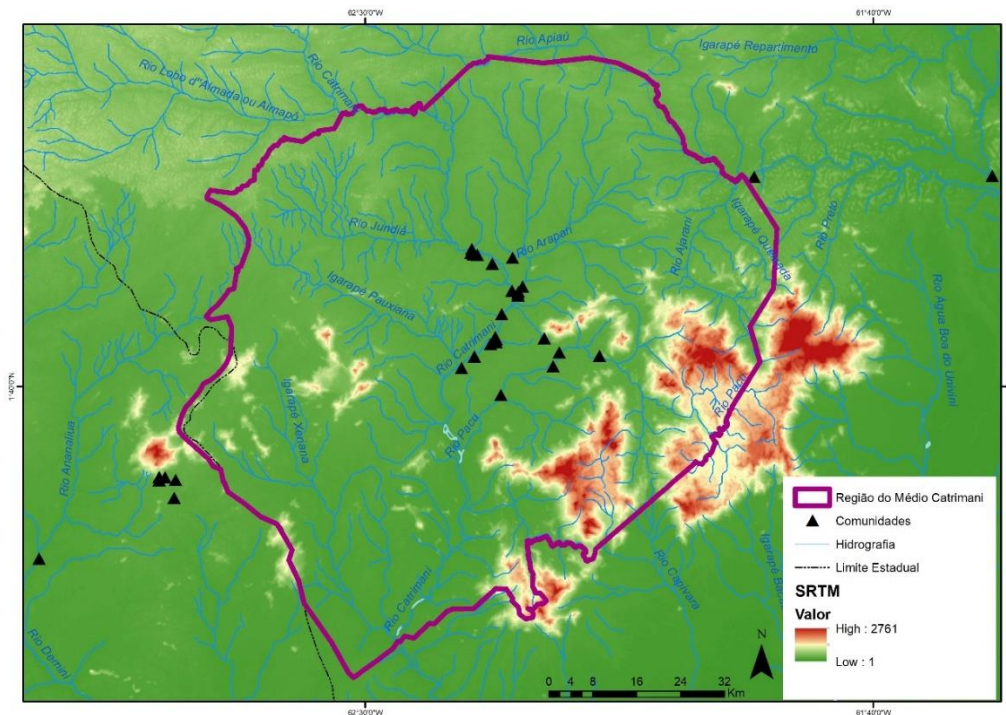 62°30'0"W
61°40'0"W
Rio Apiaú
Igarapé Repartimento
Rio Lobo d'Almada ou Aimapó
Rio Catrimani
Rio Jundiá
Rio Arapari
Rio Ajarani
Igarapé Queimada
Rio Preto
Igarapé Pauxiana
Rio Água Boa do Univini
Rio Catrimani
1°40'0"N
Igarapé Xeriana
Rio Pacu
Rio Pacu
Rio Ananaliua
Rio Catrimani
Rio Capivara
Rio Demini
Região do Médio Catrimani
Comunidades
Hidrografia
Limite Estadual
SRTM
Valor
High : 2761
Low : 1
N
0 4 8 16 24 32
Km
62°30'0"W
61°40'0"W